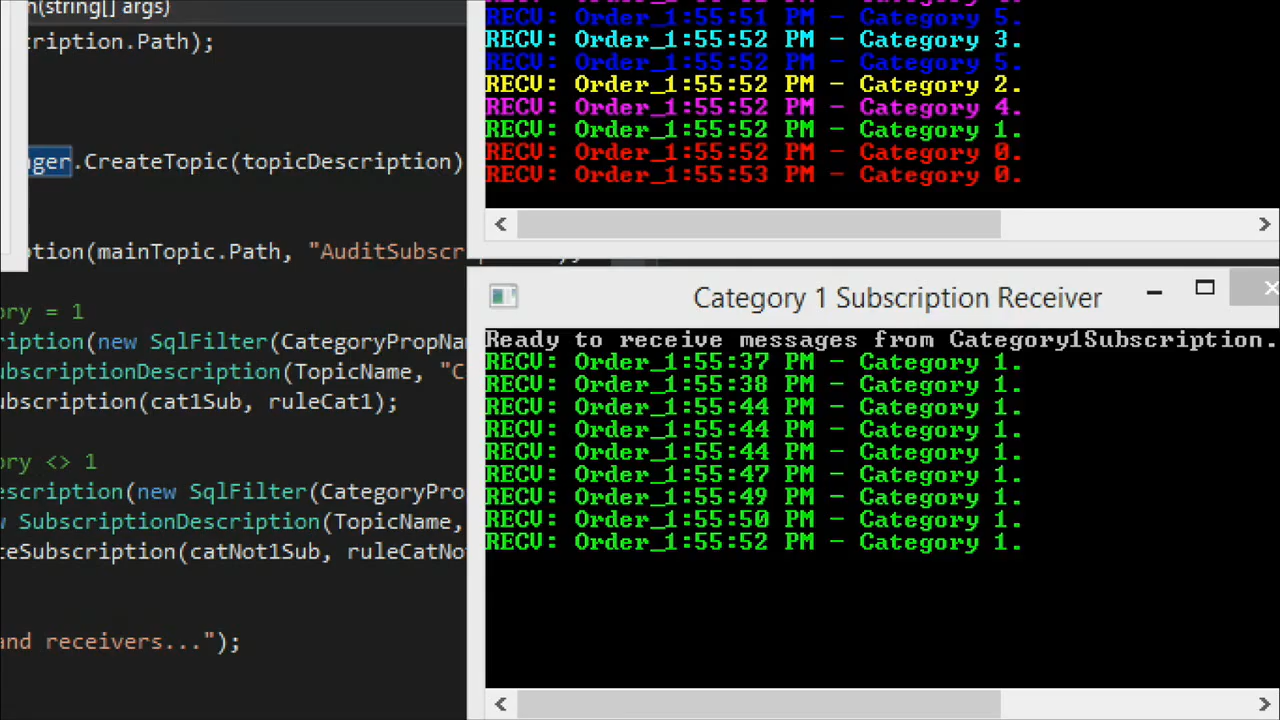 n(string[] args)
cription.Path);
ager.CreateTopic(topicDescription)
ption(mainTopic.Path, "AuditSubscr
ory = 1
ription(new SqlFilter(CategoryPropNa
ubscriptionDescription(TopicName, "C
ubscription(cat1Sub, ruleCat1);
ory <> 1
escription(new SqlFilter(CategoryPro
w SubscriptionDescription(TopicName,
teSubscription(catNot1Sub, ruleCatNo
and receivers...");
RECV: Order_1:55:51 PM - Category 5.
RECV: Order_1:55:52 PM - Category 3.
RECV: Order_1:55:52 PM - Category 5.
RECV: Order_1:55:52 PM - Category 2.
RECV: Order_1:55:52 PM - Category 4.
RECV: Order_1:55:52 PM - Category 1.
RECV: Order_1:55:52 PM - Category 0.
RECV: Order_1:55:53 PM - Category 0.
Category 1 Subscription Receiver
Ready to receive messages from Category1Subscription.
RECV: Order_1:55:37 PM - Category 1.
RECV: Order_1:55:38 PM - Category 1.
RECV: Order_1:55:44 PM - Category 1.
RECV: Order_1:55:44 PM - Category 1.
RECV: Order_1:55:44 PM - Category 1.
RECV: Order_1:55:47 PM - Category 1.
RECV: Order_1:55:49 PM - Category 1.
RECV: Order_1:55:50 PM - Category 1.
RECV: Order_1:55:52 PM - Category 1.